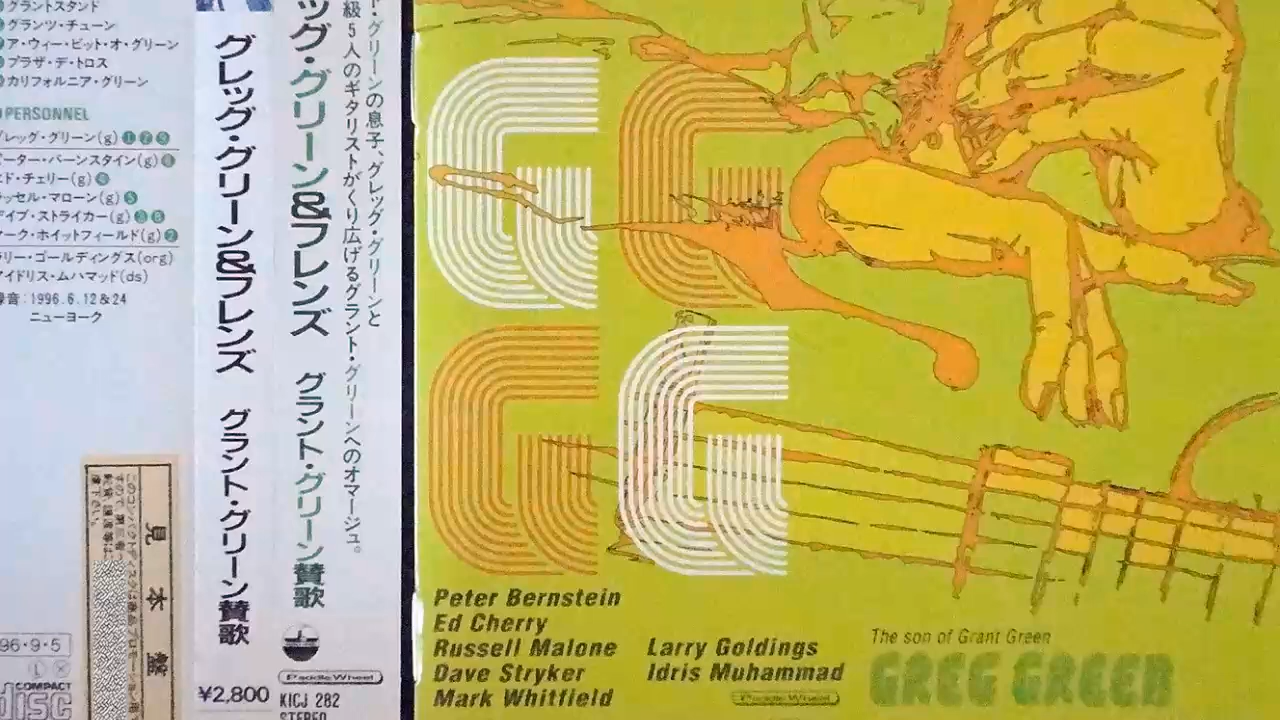 グラントスタンド
グランツ・チューン
ア・ウィー・ビット・オ・グリーン
プラザ・デ・トロス
カリフォルニア・グリーン
PERSONNEL
レッグ・グリーン(g)❶❼❾
ーター・バーンスタイン(g)❹
ド・チェリー(g)❻
ッセル・マローン(g)❺
イブ・ストライカー(g)❸❽
ーク・ホイットフィールド(g)❷
リー・ゴールディングス(org)
アイドリス・ムハマッド(ds)
録音:1996.6.12&24
ニューヨーク
見本盤
96・9・5
COMPACT
disc
グレッグ・グリーン&フレンズ グラント・グリーン賛歌
¥2,800
ト・グリーンの息子、グレッグ・グリーンと
級5人のギタリストがくり広げるグラント・グリーンへのオマージュ。
ッグ・グリーン&フレンズ グラント・グリーン賛歌
Paddle Wheel
KICJ 282
STEREO
G G
G G
Peter Bernstein
Ed Cherry
Russell Malone
Dave Stryker
Mark Whitfield
Larry Goldings
Idris Muhammad
Paddle Wheel
The son of Grant Green
GREG GREEN